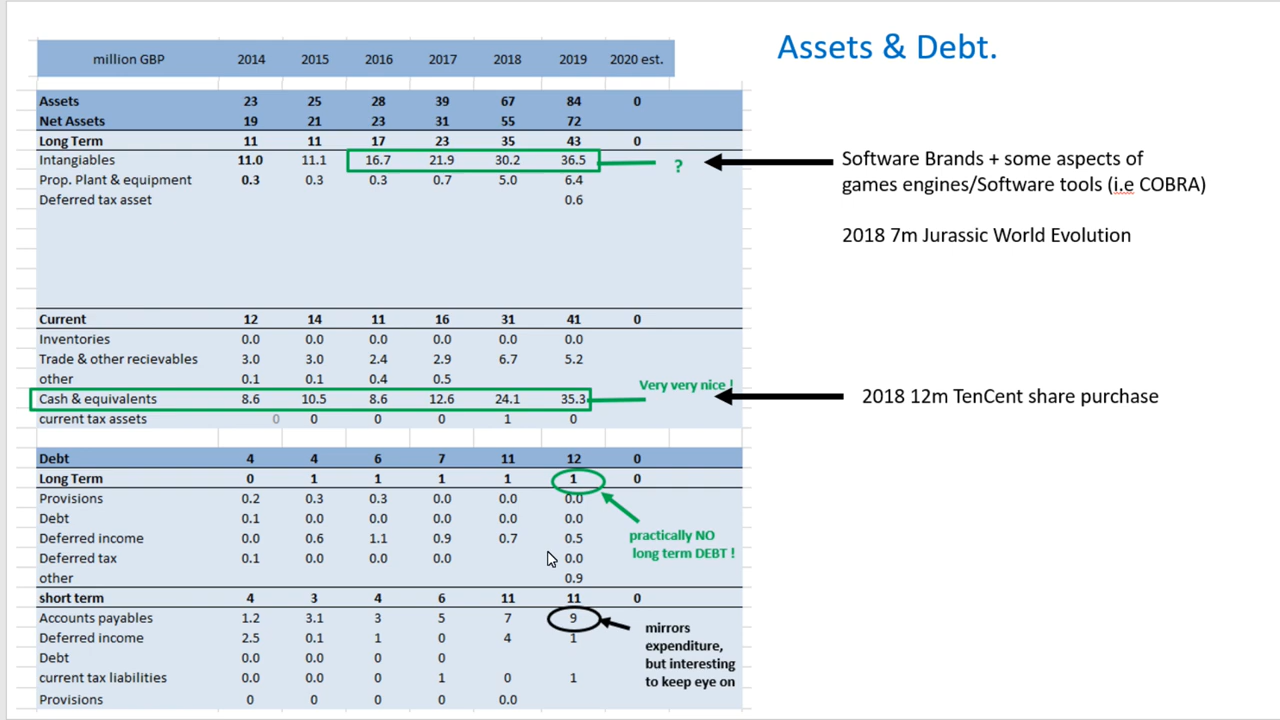 Assets & Debt.
million GBP 2014 2015 2016 2017 2018 2019 2020 est.
Assets 23 25 28 39 67 84 0
Net Assets 19 21 23 31 55 72
Long Term 11 11 17 23 35 43 0
Intangiables 11.0 11.1 16.7 21.9 30.2 36.5 ?
Prop. Plant & equipment 0.3 0.3 0.3 0.7 5.0 6.4
Deferred tax asset 0.6
Software Brands + some aspects of
games engines/Software tools (i.e COBRA)
2018 7m Jurassic World Evolution
Current 12 14 11 16 31 41 0
Inventories 0.0 0.0 0.0 0.0 0.0 0.0
Trade & other recievables 3.0 3.0 2.4 2.9 6.7 5.2
other 0.1 0.1 0.4 0.5
Very very nice !
Cash & equivalents 8.6 10.5 8.6 12.6 24.1 35.3
2018 12m TenCent share purchase
current tax assets 0 0 0 0 1 0
Debt 4 4 6 7 11 12 0
Long Term 0 1 1 1 1 1 0
Provisions 0.2 0.3 0.3 0.0 0.0 0.0
Debt 0.1 0.0 0.0 0.0 0.0 0.0
Deferred income 0.0 0.6 1.1 0.9 0.7 0.5
practically NO
long term DEBT !
Deferred tax 0.1 0.0 0.0 0.0 0.0
other 0.9
short term 4 3 4 6 11 11 0
Accounts payables 1.2 3.1 3 5 7 9
Deferred income 2.5 0.1 1 0 4 1
Debt 0.0 0.0 0 0
current tax liabilities 0.0 0.0 0 1 0 1
Provisions 0 0 0 0 0.0
mirrors
expenditure,
but interesting
to keep eye on